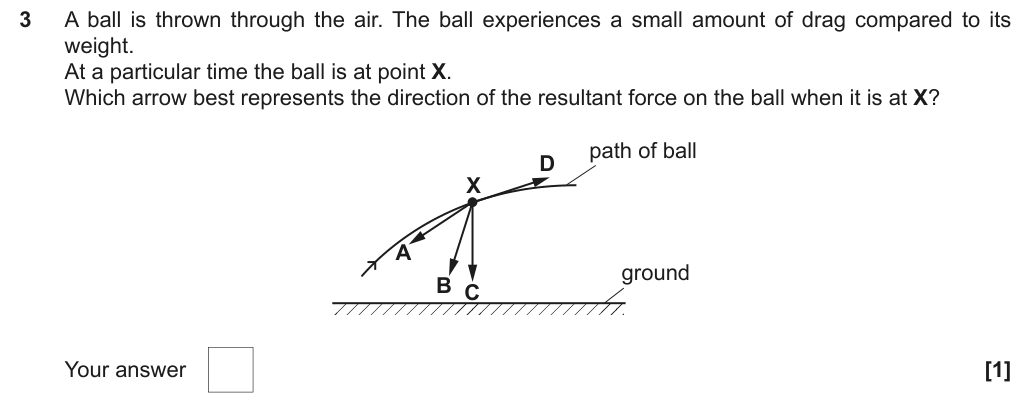 3 A ball is thrown through the air. The ball experiences a small amount of drag compared to its
weight.
At a particular time the ball is at point X.
Which arrow best represents the direction of the resultant force on the ball when it is at X?
D
path of ball
X
A
B
C
ground
Your answer
[1]